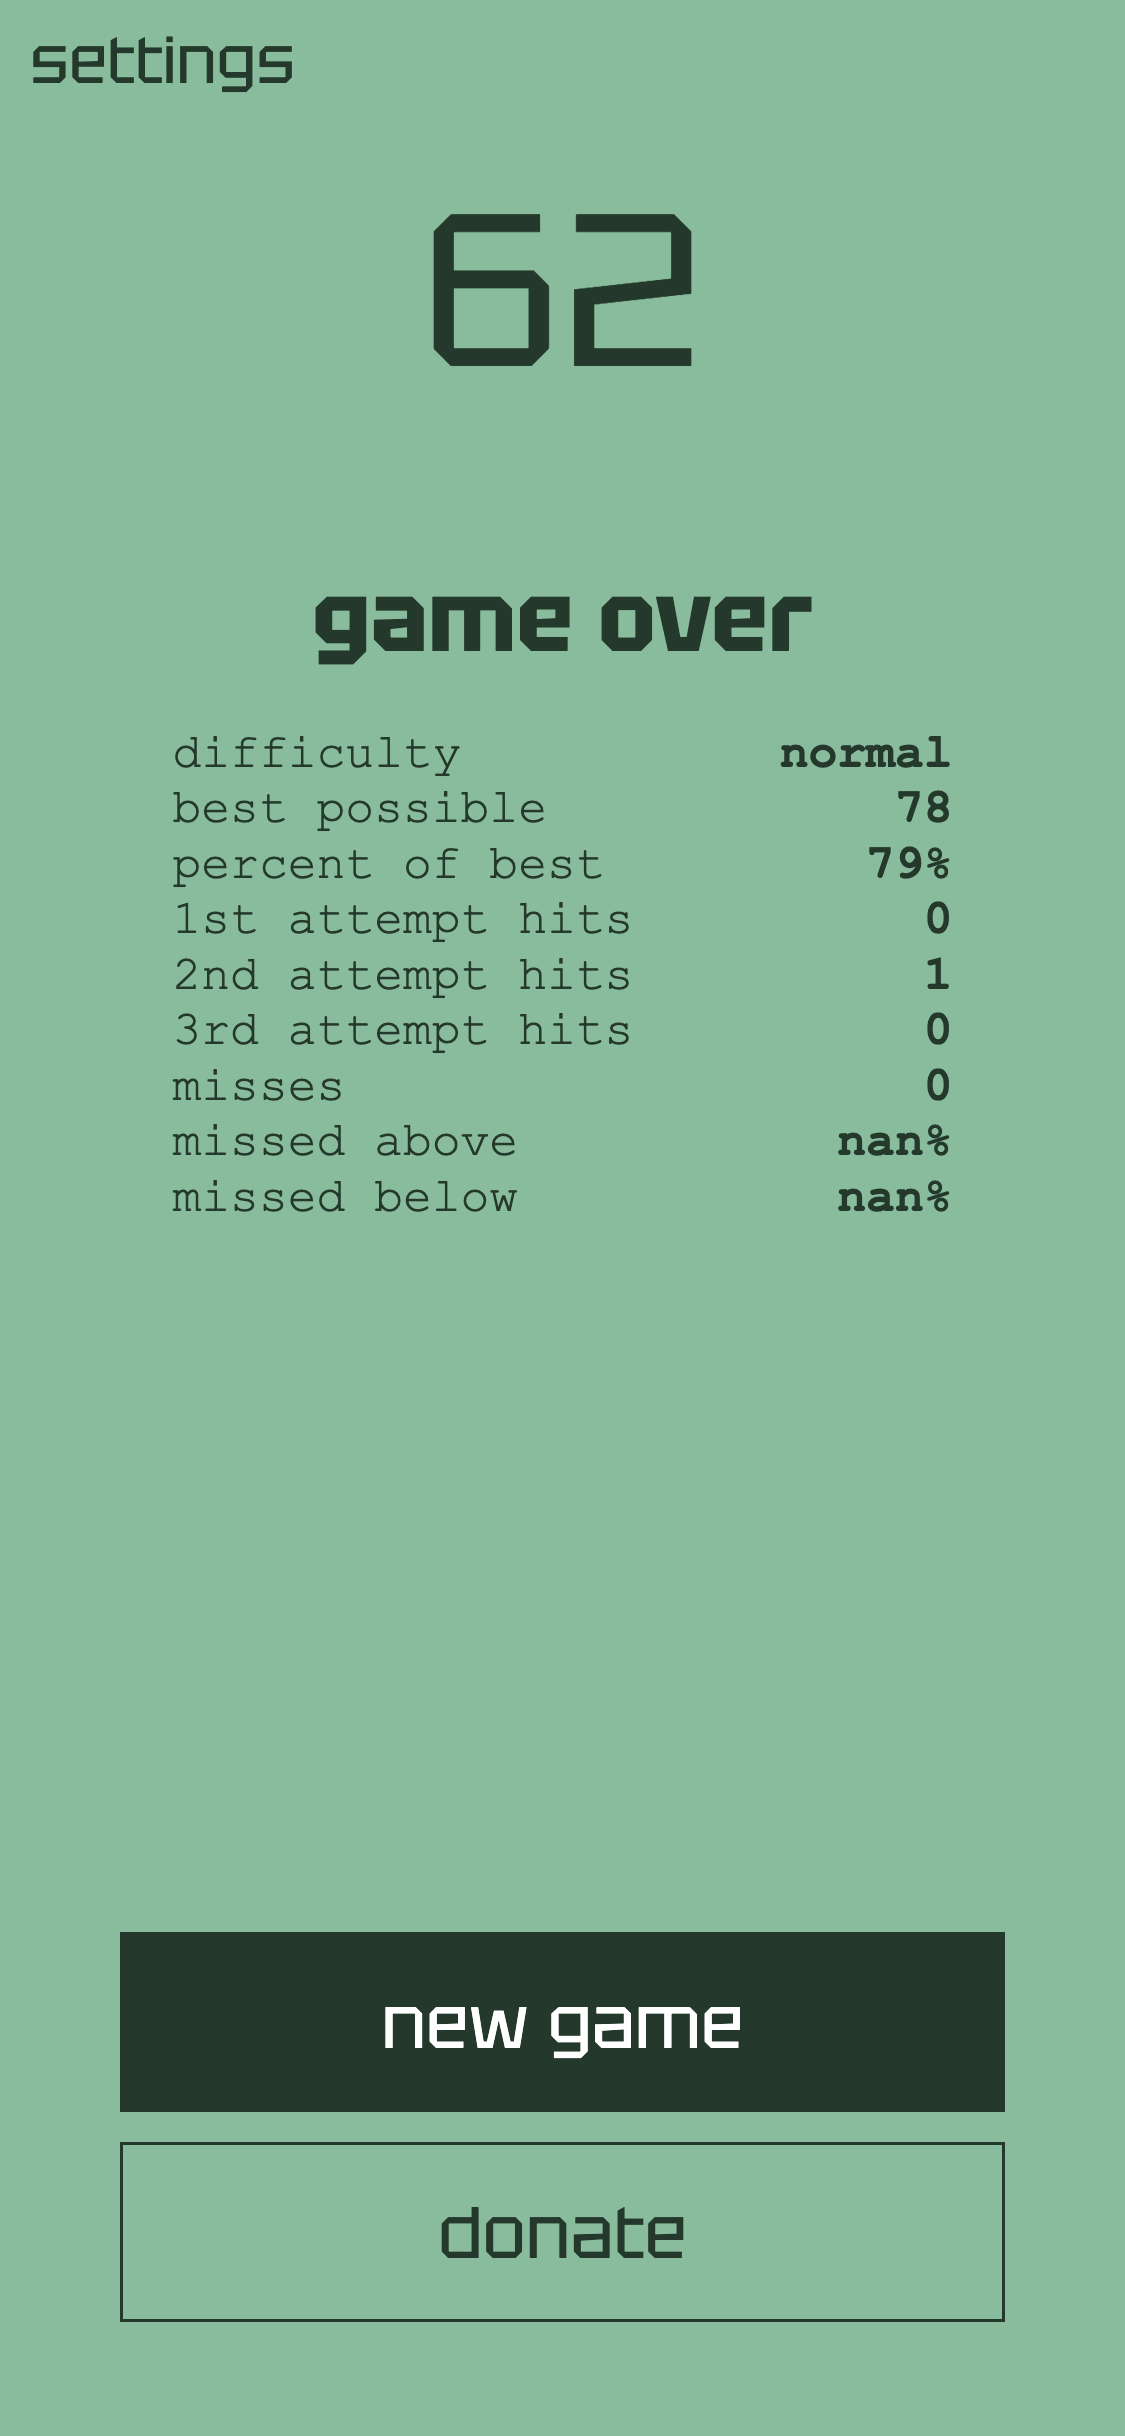 settings
62
game over
difficulty normal
best possible 78
percent of best 79%
1st attempt hits 0
2nd attempt hits 1
3rd attempt hits 0
misses 0
missed above nan%
missed below nan%
new game
donate